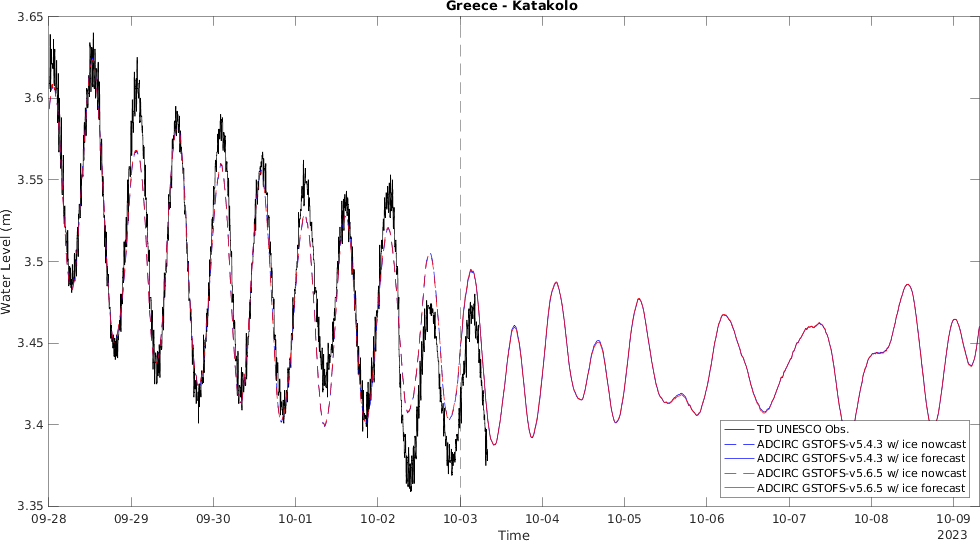 Greece - Katakolo
3.65
3.6
3.55
3.5
3.45
3.4
3.35
Water Level (m)
TD UNESCO Obs.
ADCIRC GSTOFS-v5.4.3 w/ ice nowcast
ADCIRC GSTOFS-v5.4.3 w/ ice forecast
ADCIRC GSTOFS-v5.6.5 w/ ice nowcast
ADCIRC GSTOFS-v5.6.5 w/ ice forecast
09-28 09-29 09-30 10-01 10-02 10-03 10-04 10-05 10-06 10-07 10-08 10-09
2023
Time